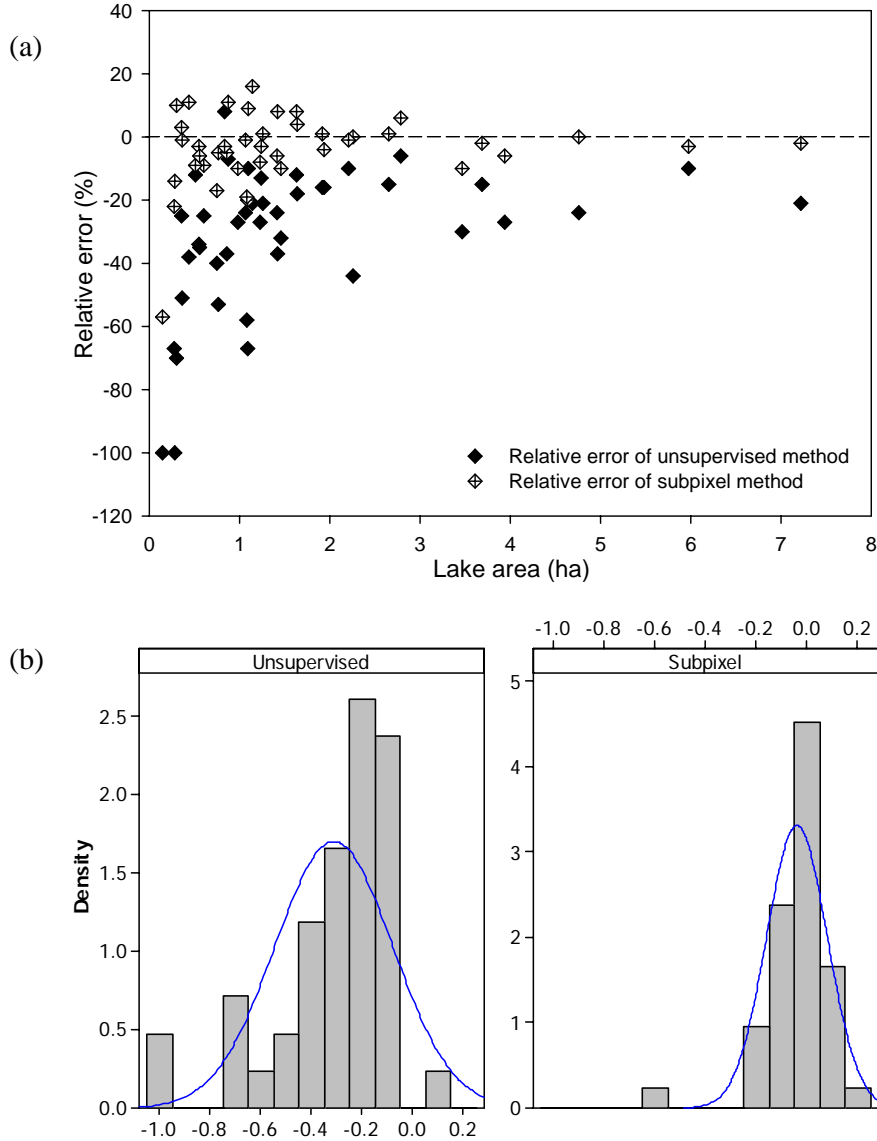 (a)
Relative error (%)
40
20
0
-20
-40
-60
-80
-100
-120
Relative error of unsupervised method
Relative error of subpixel method
0 1 2 3 4 5 6 7 8
Lake area (ha)
(b)
-1.0 -0.8 -0.6 -0.4 -0.2 0.0 0.2
Unsupervised
Subpixel
Density
2.5
2.0
1.5
1.0
0.5
0.0
5
4
3
2
1
0
-1.0 -0.8 -0.6 -0.4 -0.2 0.0 0.2